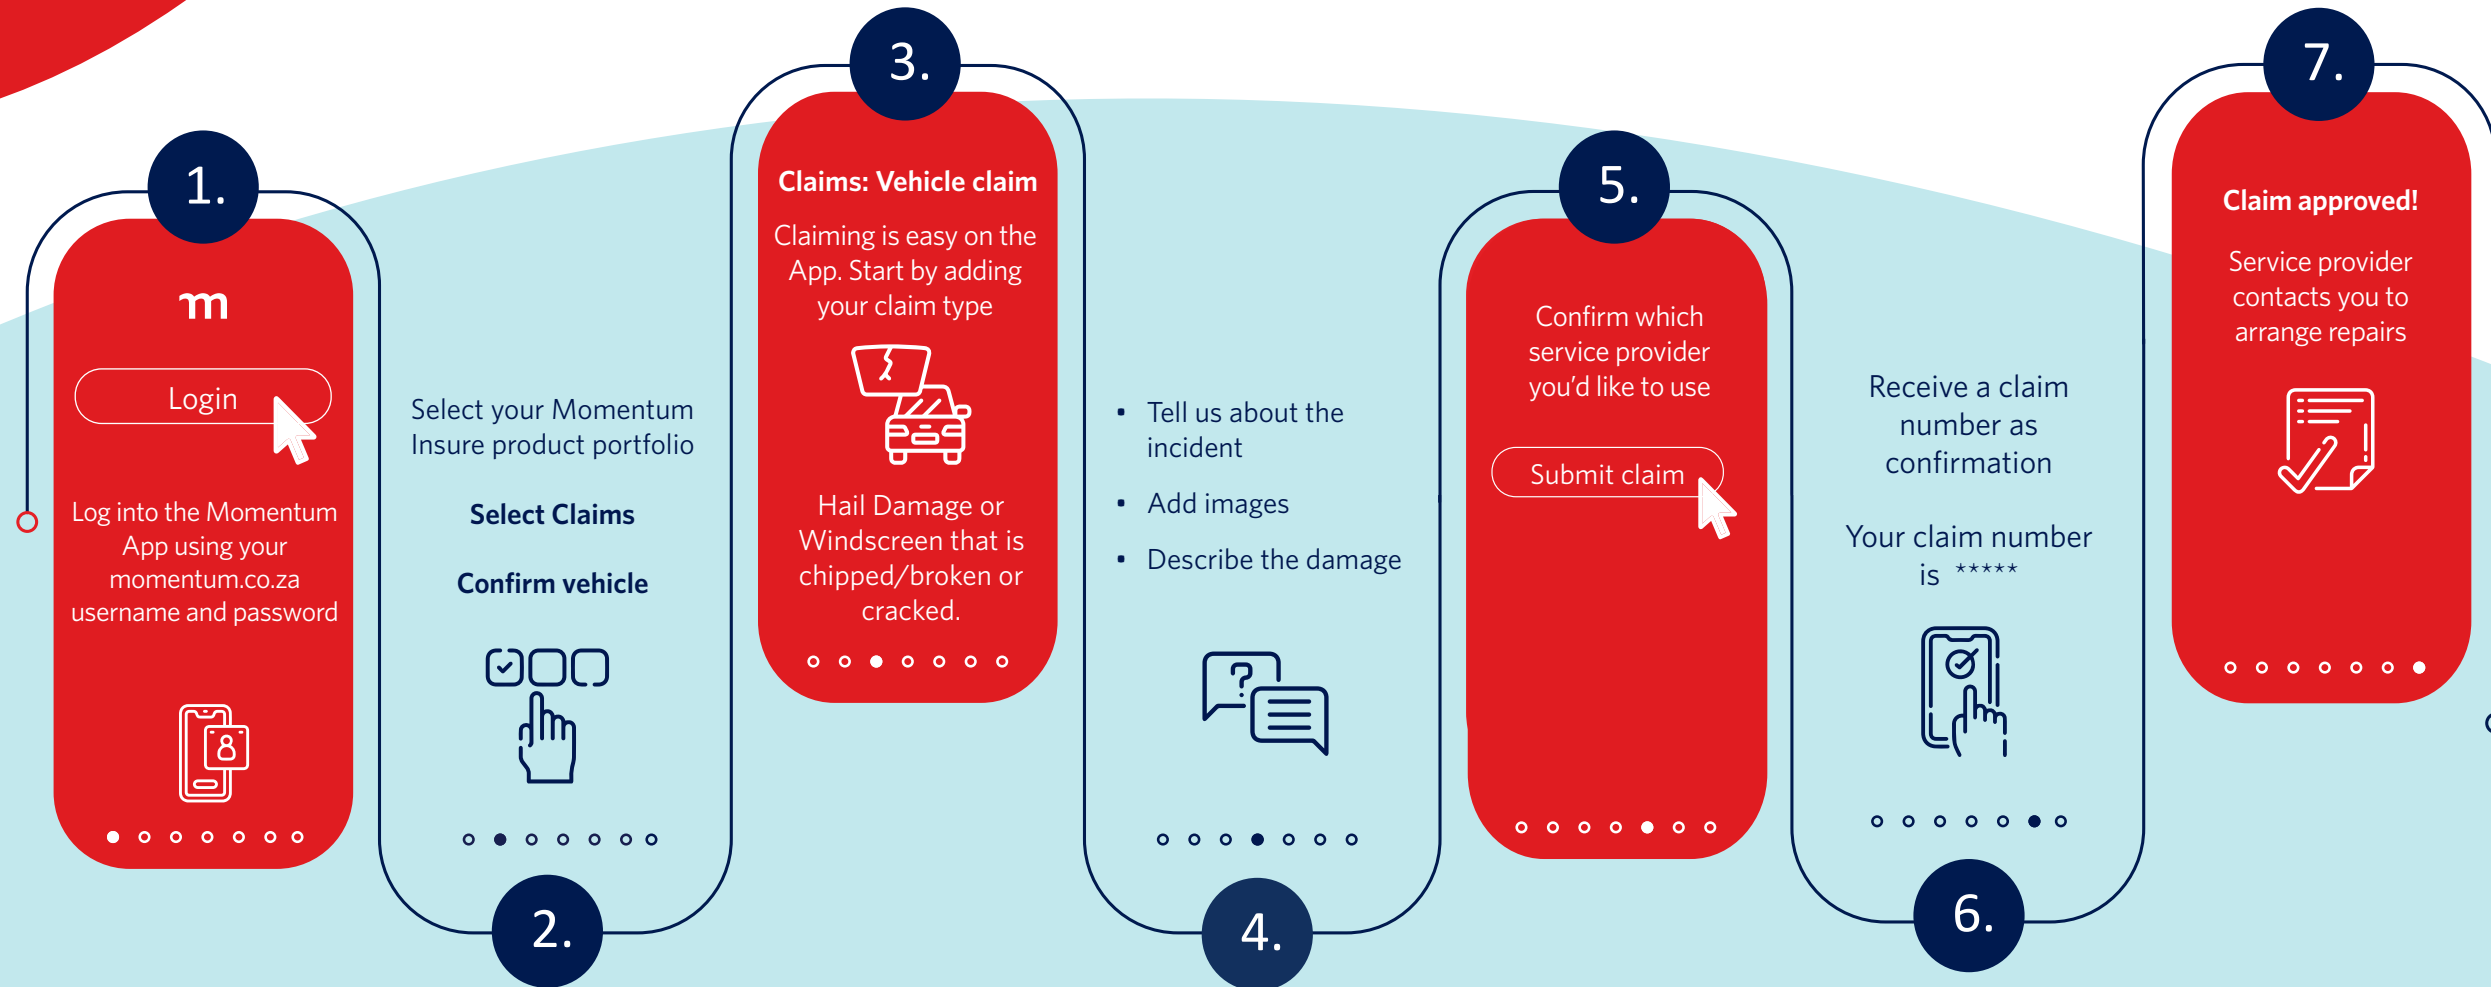 1.
m
Login
Log into the Momentum
App using your
momentum.co.za
username and password
Select your Momentum
Insure product portfolio
Select Claims
Confirm vehicle
2.
3.
Claims: Vehicle claim
Claiming is easy on the
App. Start by adding
your claim type
Hail Damage or
Windscreen that is
chipped/broken or
cracked.
• Tell us about the
incident
• Add images
• Describe the damage
?
4.
5.
Confirm which
service provider
you'd like to use
Submit claim
Receive a claim
number as
confirmation
Your claim number
is *****
6.
7.
Claim approved!
Service provider
contacts you to
arrange repairs